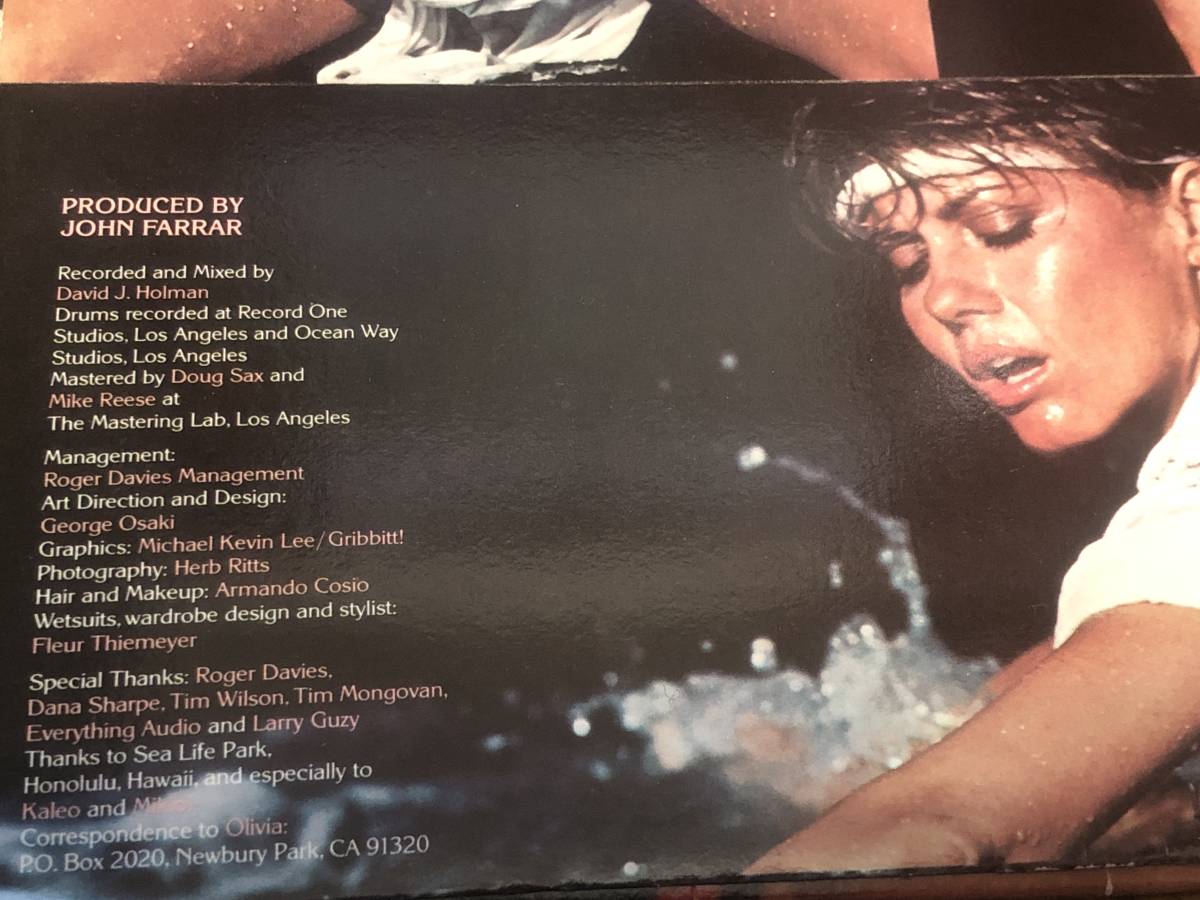 PRODUCED BY
JOHN FARRAR
Recorded and Mixed by
David J. Holman
Drums recorded at Record One
Studios, Los Angeles and Ocean Way
Studios, Los Angeles
Mastered by Doug Sax and
Mike Reese at
The Mastering Lab, Los Angeles
Management:
Roger Davies Management
Art Direction and Design:
George Osaki
Graphics: Michael Kevin Lee/Gribbitt!
Photography: Herb Ritts
Hair and Makeup: Armando Cosio
Wetsuits, wardrobe design and stylist:
Fleur Thiemeyer
Special Thanks: Roger Davies,
Dana Sharpe, Tim Wilson, Tim Mongovan,
Everything Audio and Larry Guzy
Thanks to Sea Life Park,
Honolulu, Hawaii, and especially to
Kaleo and
Correspondence to Olivia:
P.O. Box 2020, Newbury Park, CA 91320